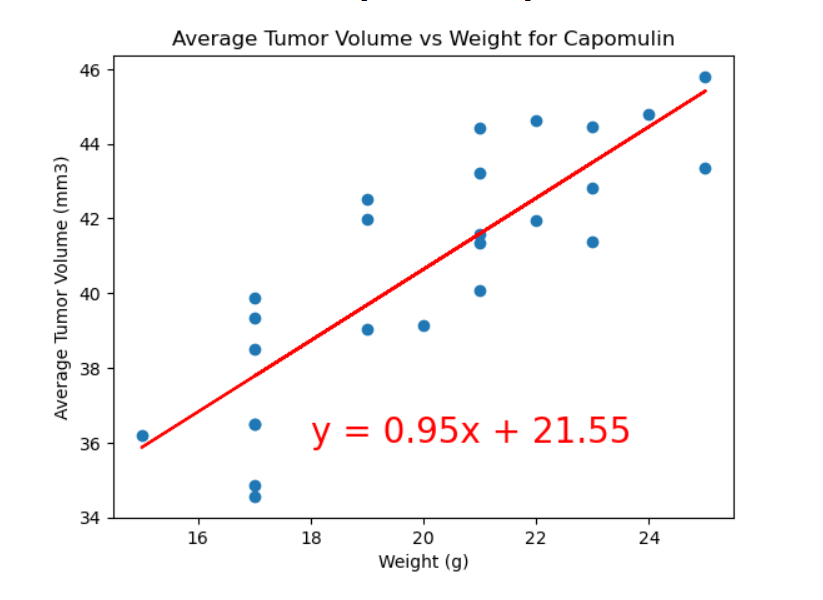 Average Tumor Volume vs Weight for Capomulin
46
44
42
40
38
36
34
Average Tumor Volume (mm3)
y = 0.95x + 21.55
16 18 20 22 24
Weight (g)